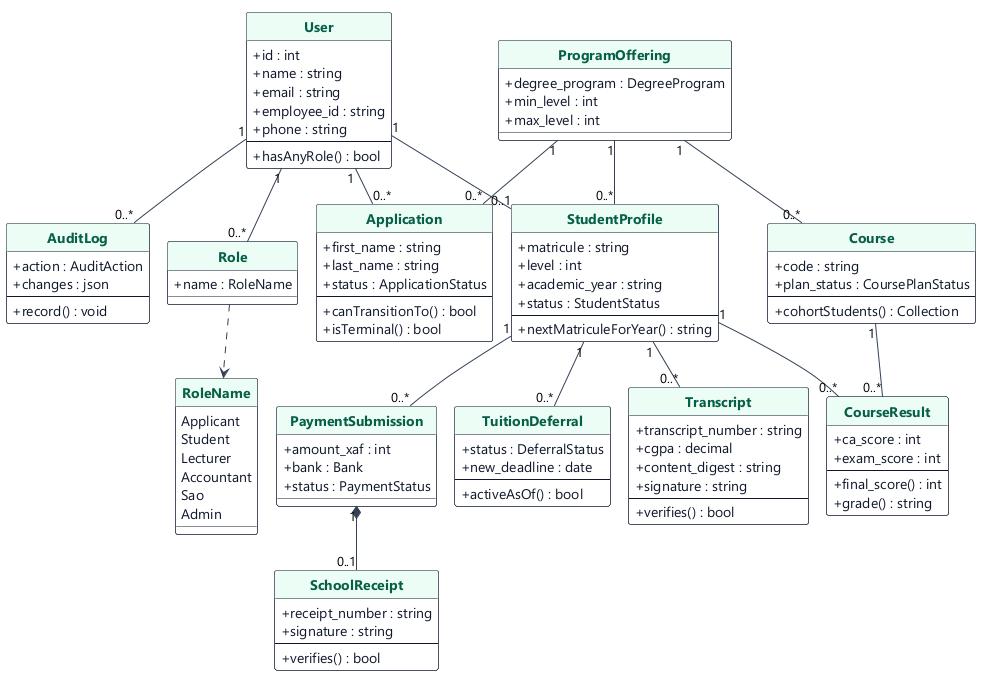 User
+id : int
+name : string
+email : string
+employee_id : string
+phone : string
+hasAnyRole() : bool
ProgramOffering
+degree_program : DegreeProgram
+min_level : int
+max_level : int
1
1
1
1
1
1
1
0..*
0..*
0..*
0..*
0..1
0..*
0..*
AuditLog
+action : AuditAction
+changes : json
+record() : void
Role
+name : RoleName
Application
+first_name : string
+last_name : string
+status : ApplicationStatus
+canTransitionTo() : bool
+isTerminal() : bool
StudentProfile
+matricule : string
+level : int
+academic_year : string
+status : StudentStatus
+nextMatriculeForYear() : string
Course
+code : string
+plan_status : CoursePlanStatus
+cohortStudents() : Collection
1
1
1
1
1
0..*
0..*
0..*
0..*
0..*
RoleName
Applicant
Student
Lecturer
Accountant
Sao
Admin
PaymentSubmission
+amount_xaf : int
+bank : Bank
+status : PaymentStatus
TuitionDeferral
+status : DeferralStatus
+new_deadline : date
+activeAsOf() : bool
Transcript
+transcript_number : string
+cgpa : decimal
+content_digest : string
+signature : string
+verifies() : bool
CourseResult
+ca_score : int
+exam_score : int
+final_score() : int
+grade() : string
1
0..1
SchoolReceipt
+receipt_number : string
+signature : string
+verifies() : bool